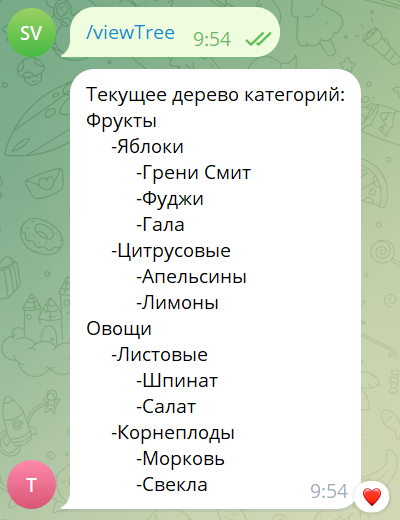 SV
/viewTree 9:54
Текущее дерево категорий:
Фрукты
-Яблоки
-Грени Смит
-Фуджи
-Гала
-Цитрусовые
-Апельсины
-Лимоны
Овощи
-Листовые
-Шпинат
-Салат
-Корнеплоды
-Морковь
-Свекла
T
9:54